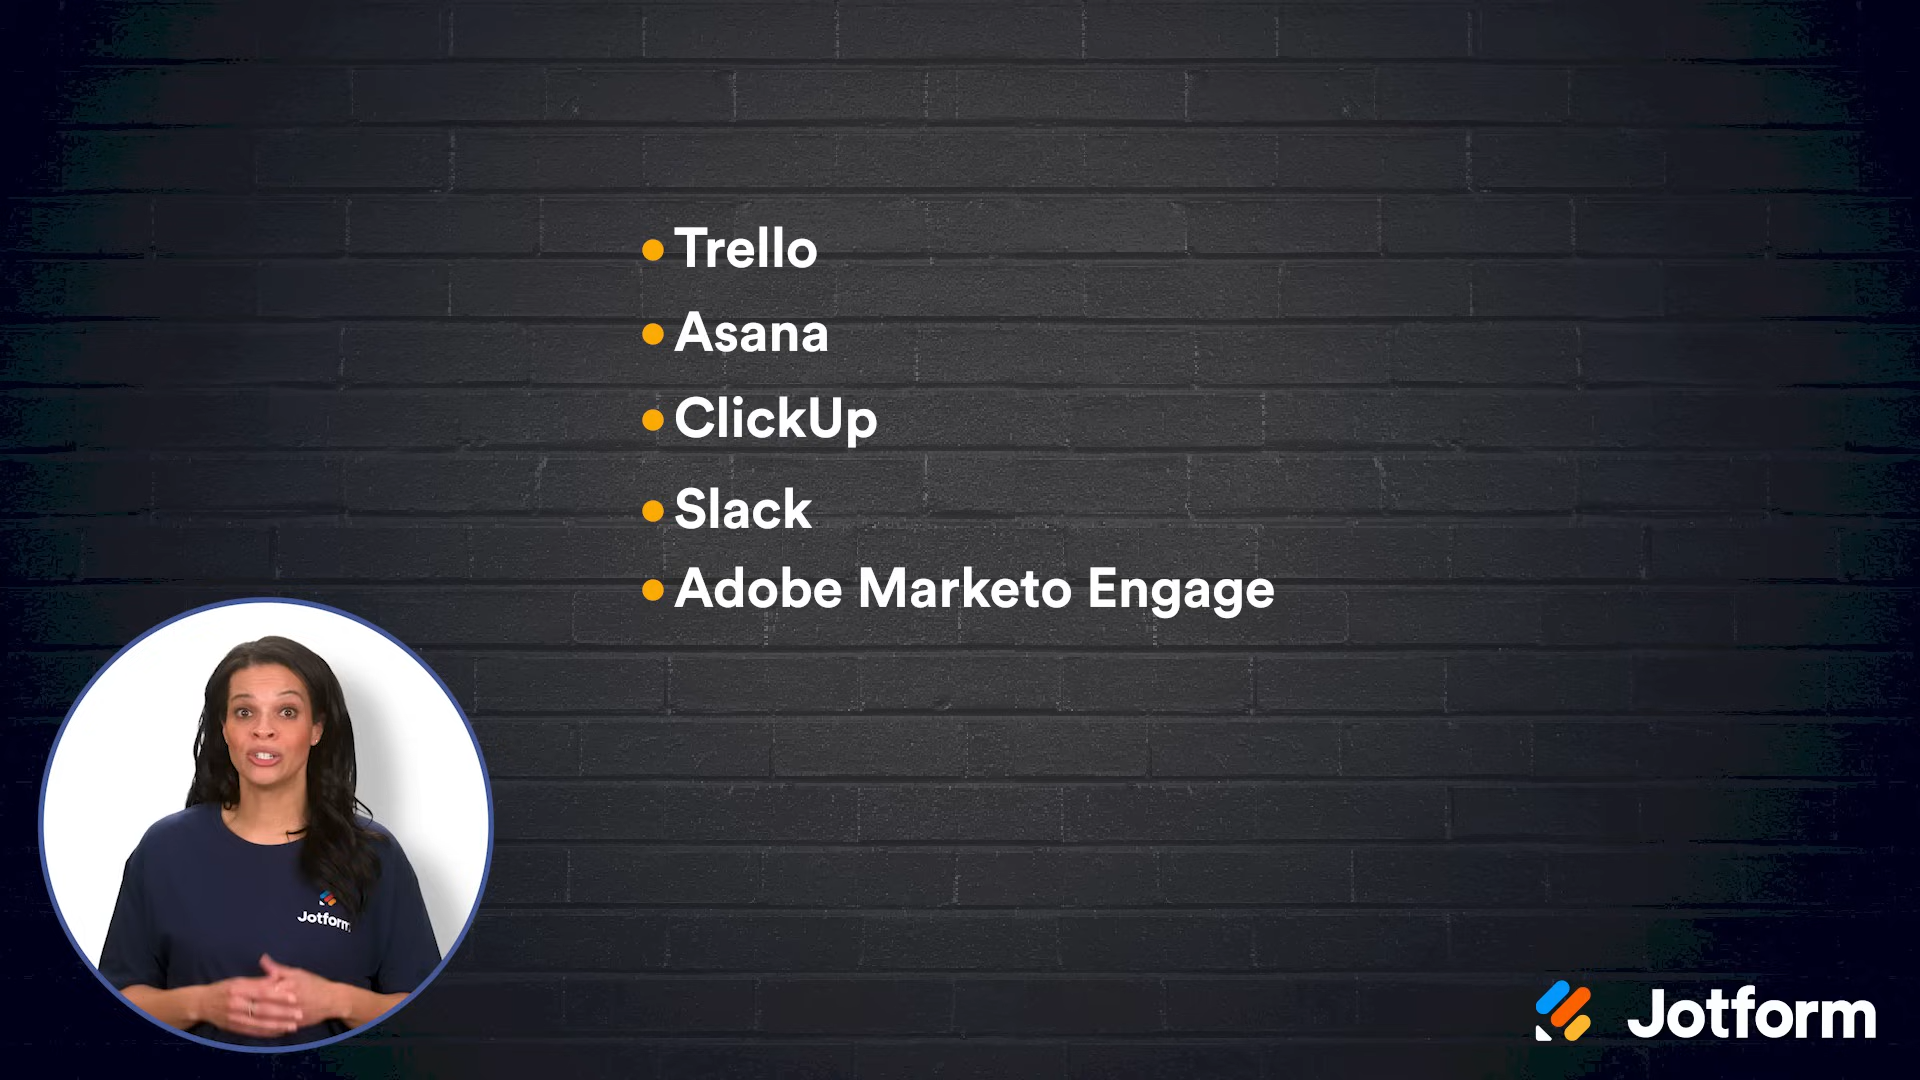 Trello
Asana
ClickUp
Slack
Adobe Marketo Engage
Jotform
Jotform